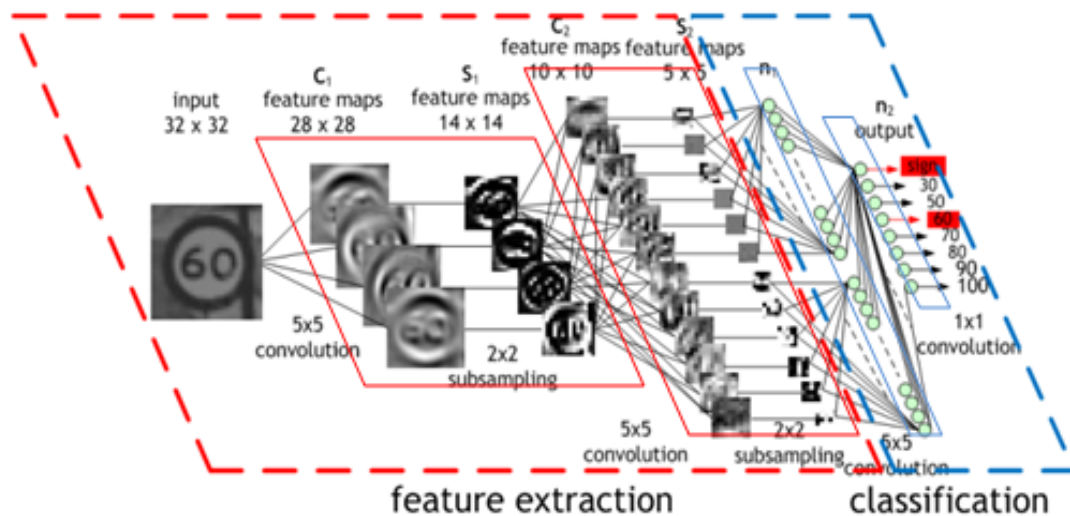 input
32 x 32
C1
feature maps
28 x 28
S1
feature maps
14 x 14
C2
feature maps
10 x 10
S2
feature maps
5 x 5
n1
n2
output
sign
30
50
60
70
80
90
100
60
5x5
convolution
2x2
subsampling
5x5
convolution
2x2
subsampling
5x5
convolution
1x1
convolution
feature extraction
classification